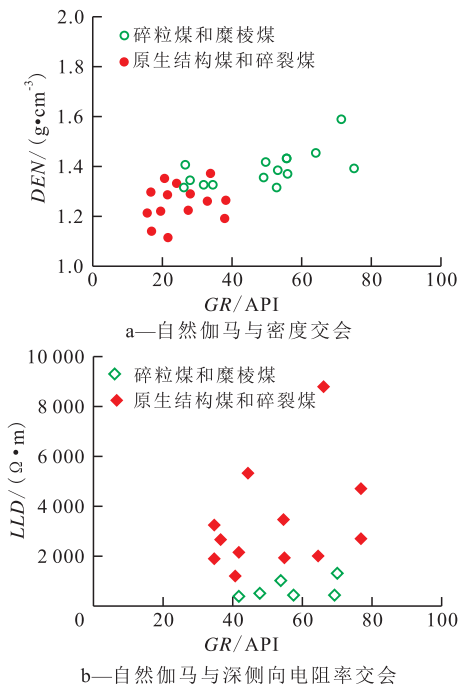 2.0
碎粒煤和糜棱煤
原生结构煤和碎裂煤
1.8
1.6
1.4
1.2
1.0
DEN/(g•cm-3)
0 20 40 60 80 100
GR/API
a—自然伽马与密度交会
10 000
碎粒煤和糜棱煤
原生结构煤和碎裂煤
8 000
6 000
4 000
2 000
LLD/(Ω•m)
0 20 40 60 80 100
GR/API
b—自然伽马与深侧向电阻率交会